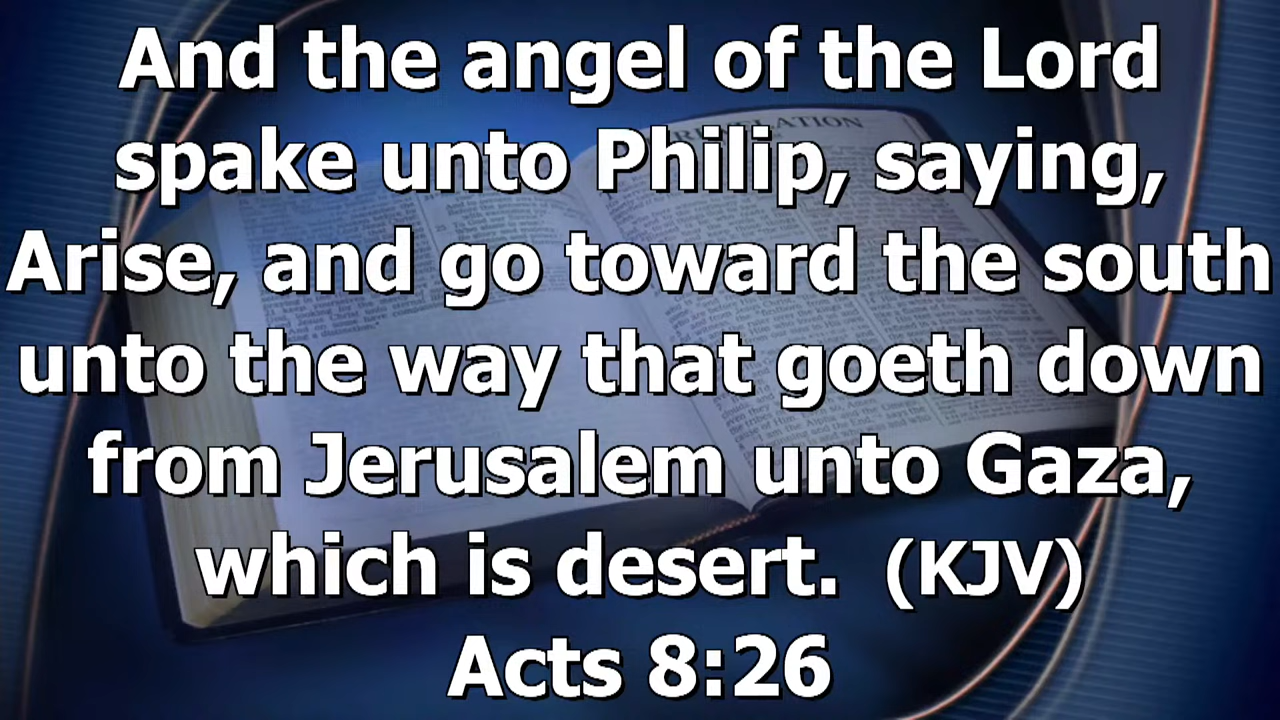 And the angel of the Lord
spake unto Philip, saying,
Arise, and go toward the south
unto the way that goeth down
from Jerusalem unto Gaza,
which is desert.  (KJV)
Acts 8:26